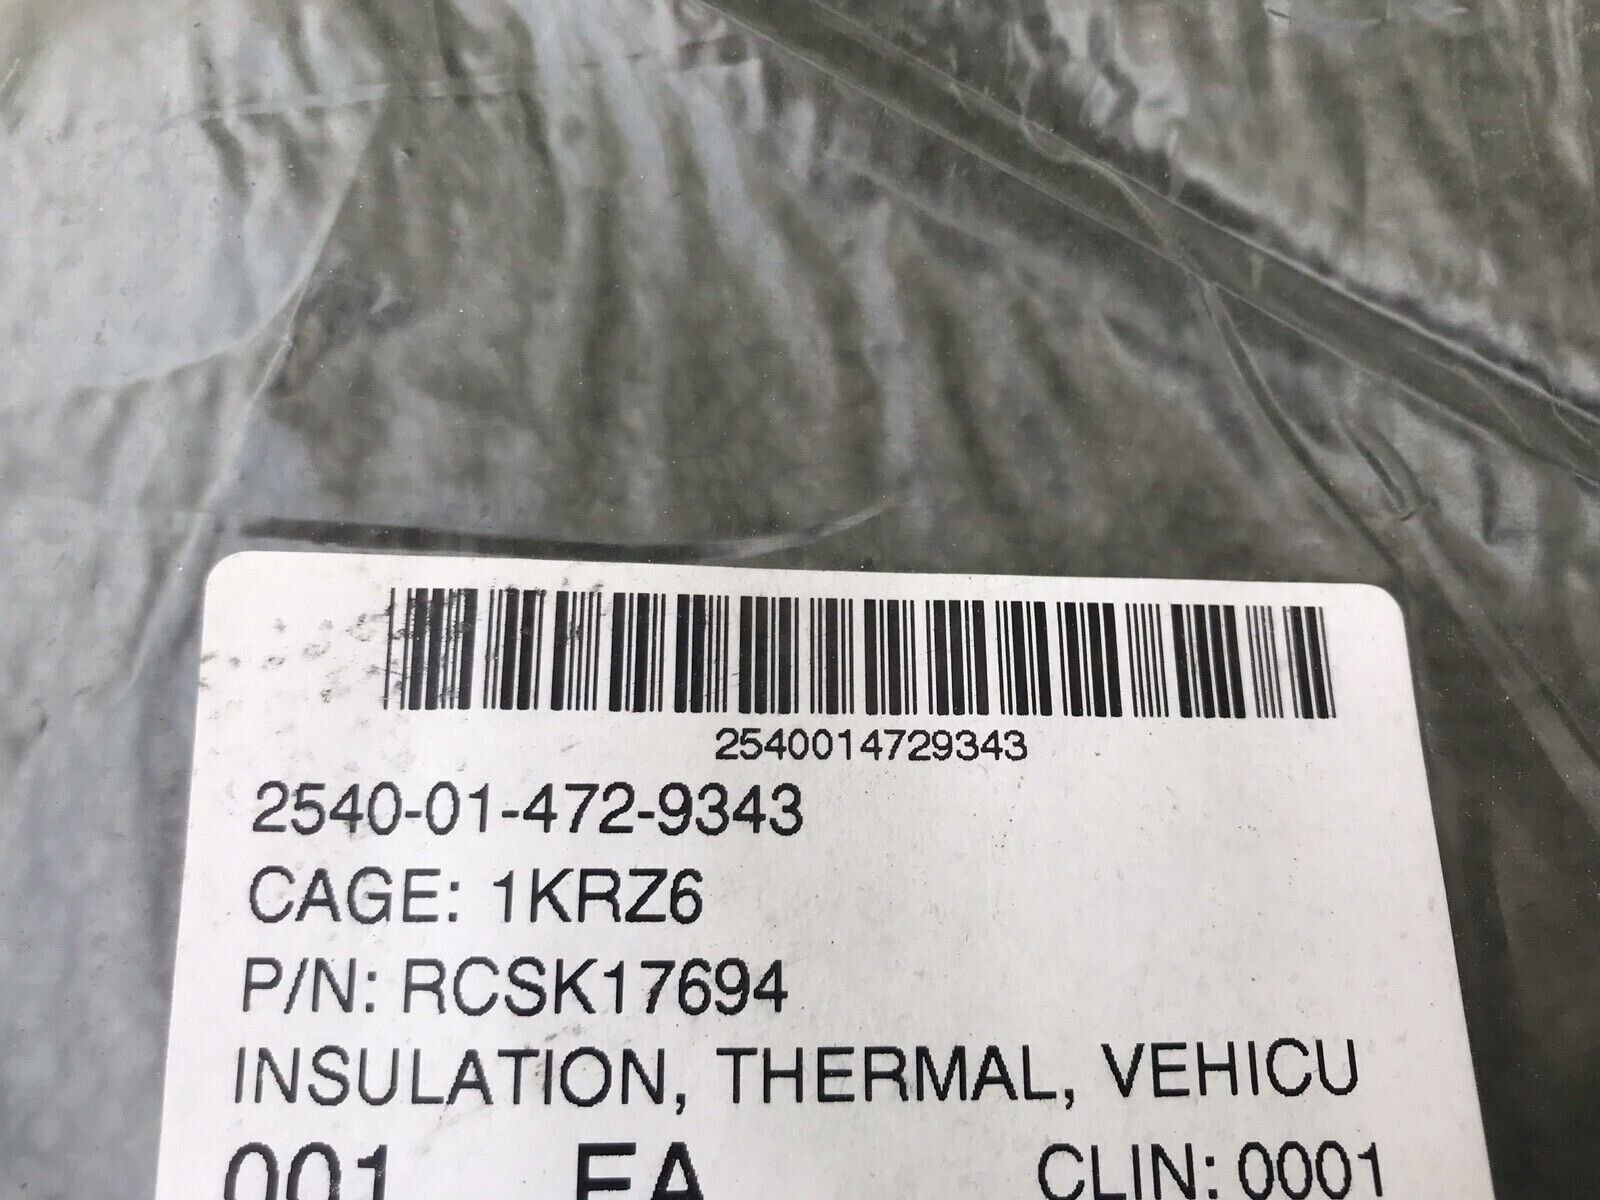 2540014729343
2540-01-472-9343
CAGE: 1KRZ6
P/N: RCSK17694
INSULATION, THERMAL, VEHICU
001 EA CLIN: 0001